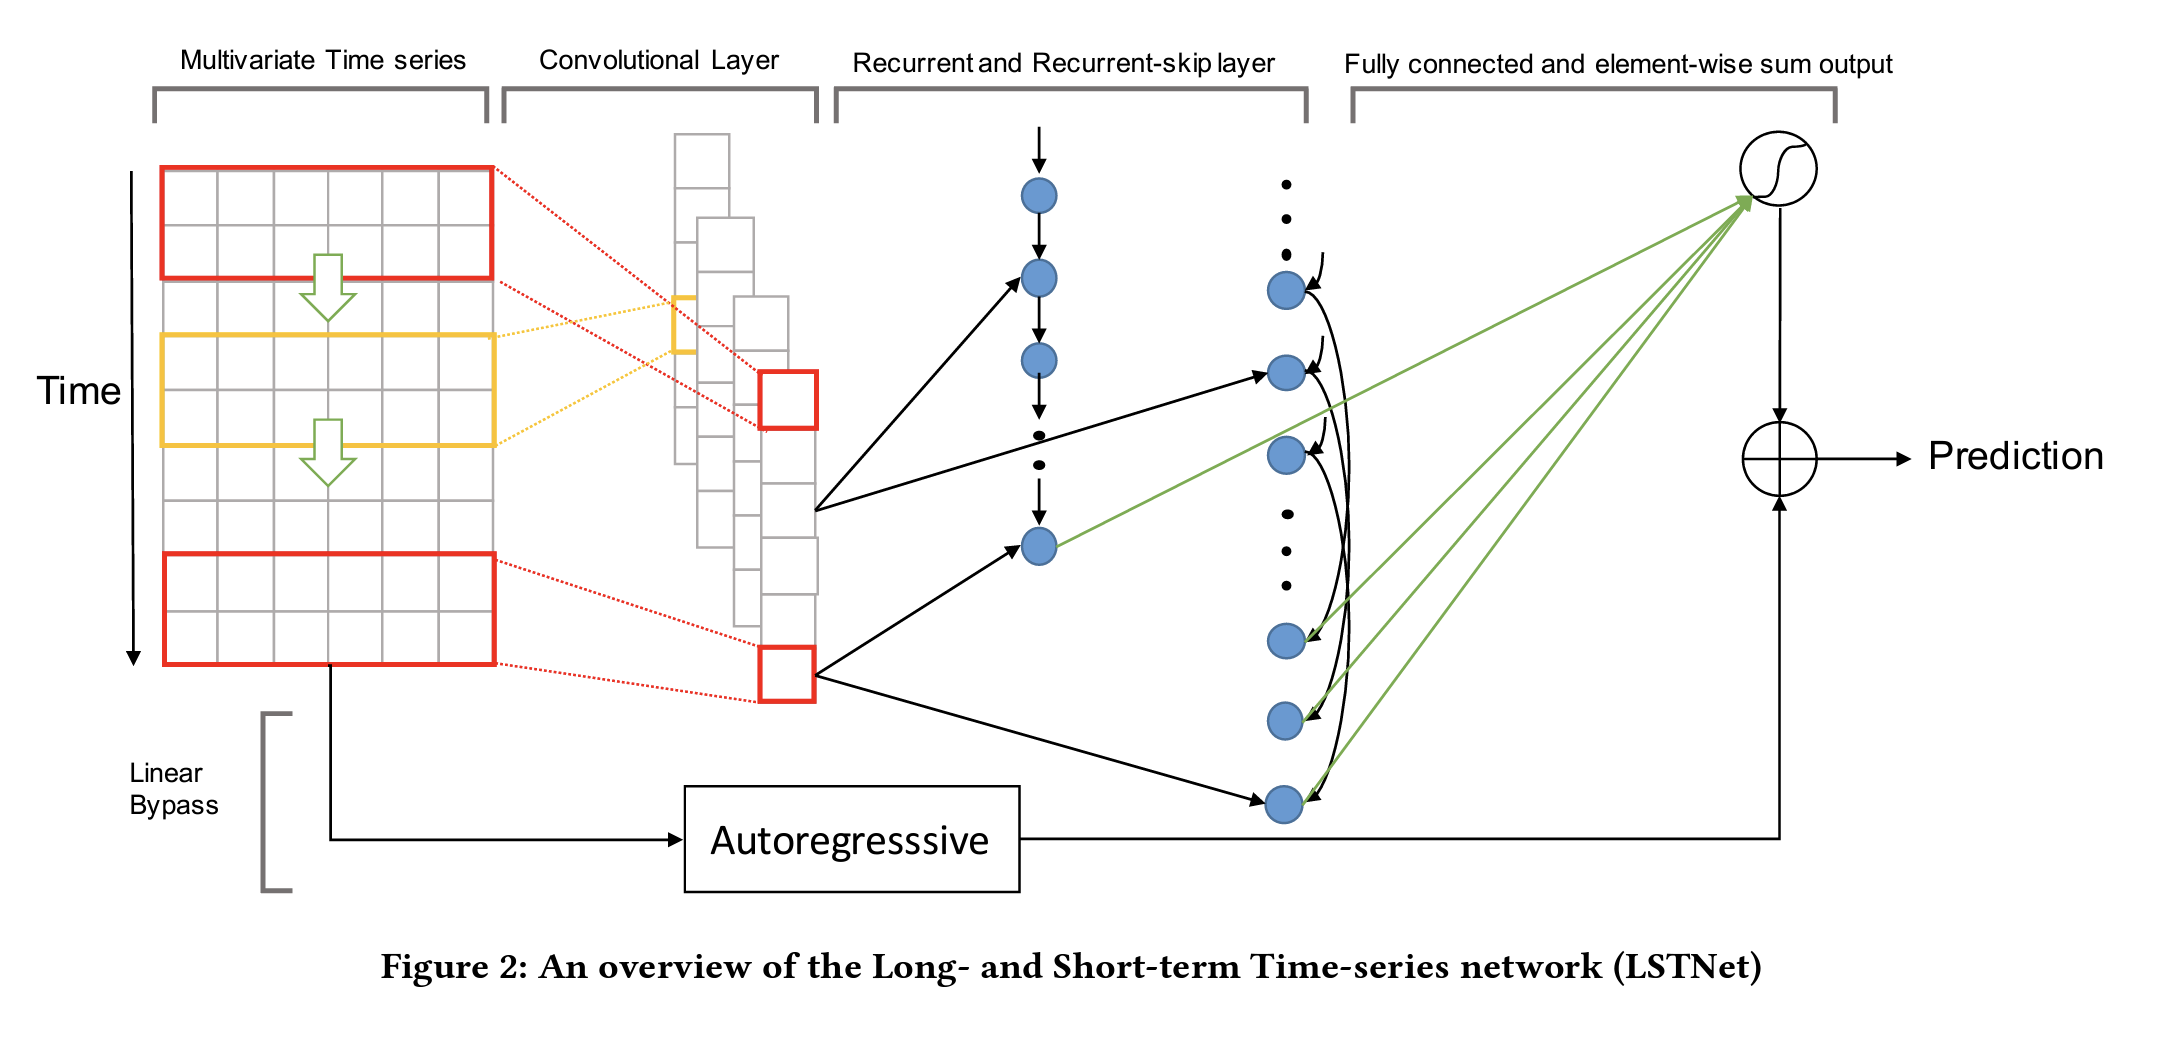 Multivariate Time series
Convolutional Layer
Recurrent and Recurrent-skip layer
Fully connected and element-wise sum output
Time
Prediction
Linear
Bypass
Autoregresssive
Figure 2: An overview of the Long- and Short-term Time-series network (LSTNet)